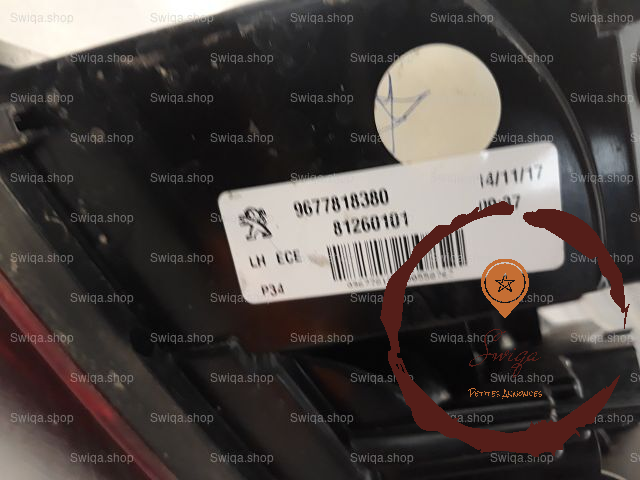 9677818380
81260101
14/11/17
LH ECE
P34
Swiqa
PETITES ANNONCES
Swiqa.shop